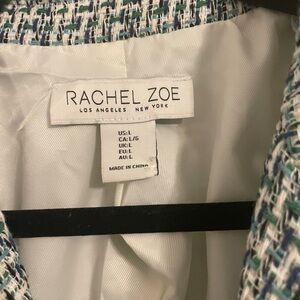 RACHEL ZOE
LOS ANGELES NEW YORK
US:L
CA:L/G
UK:L
EU:L
AU:L
MADE IN CHINA